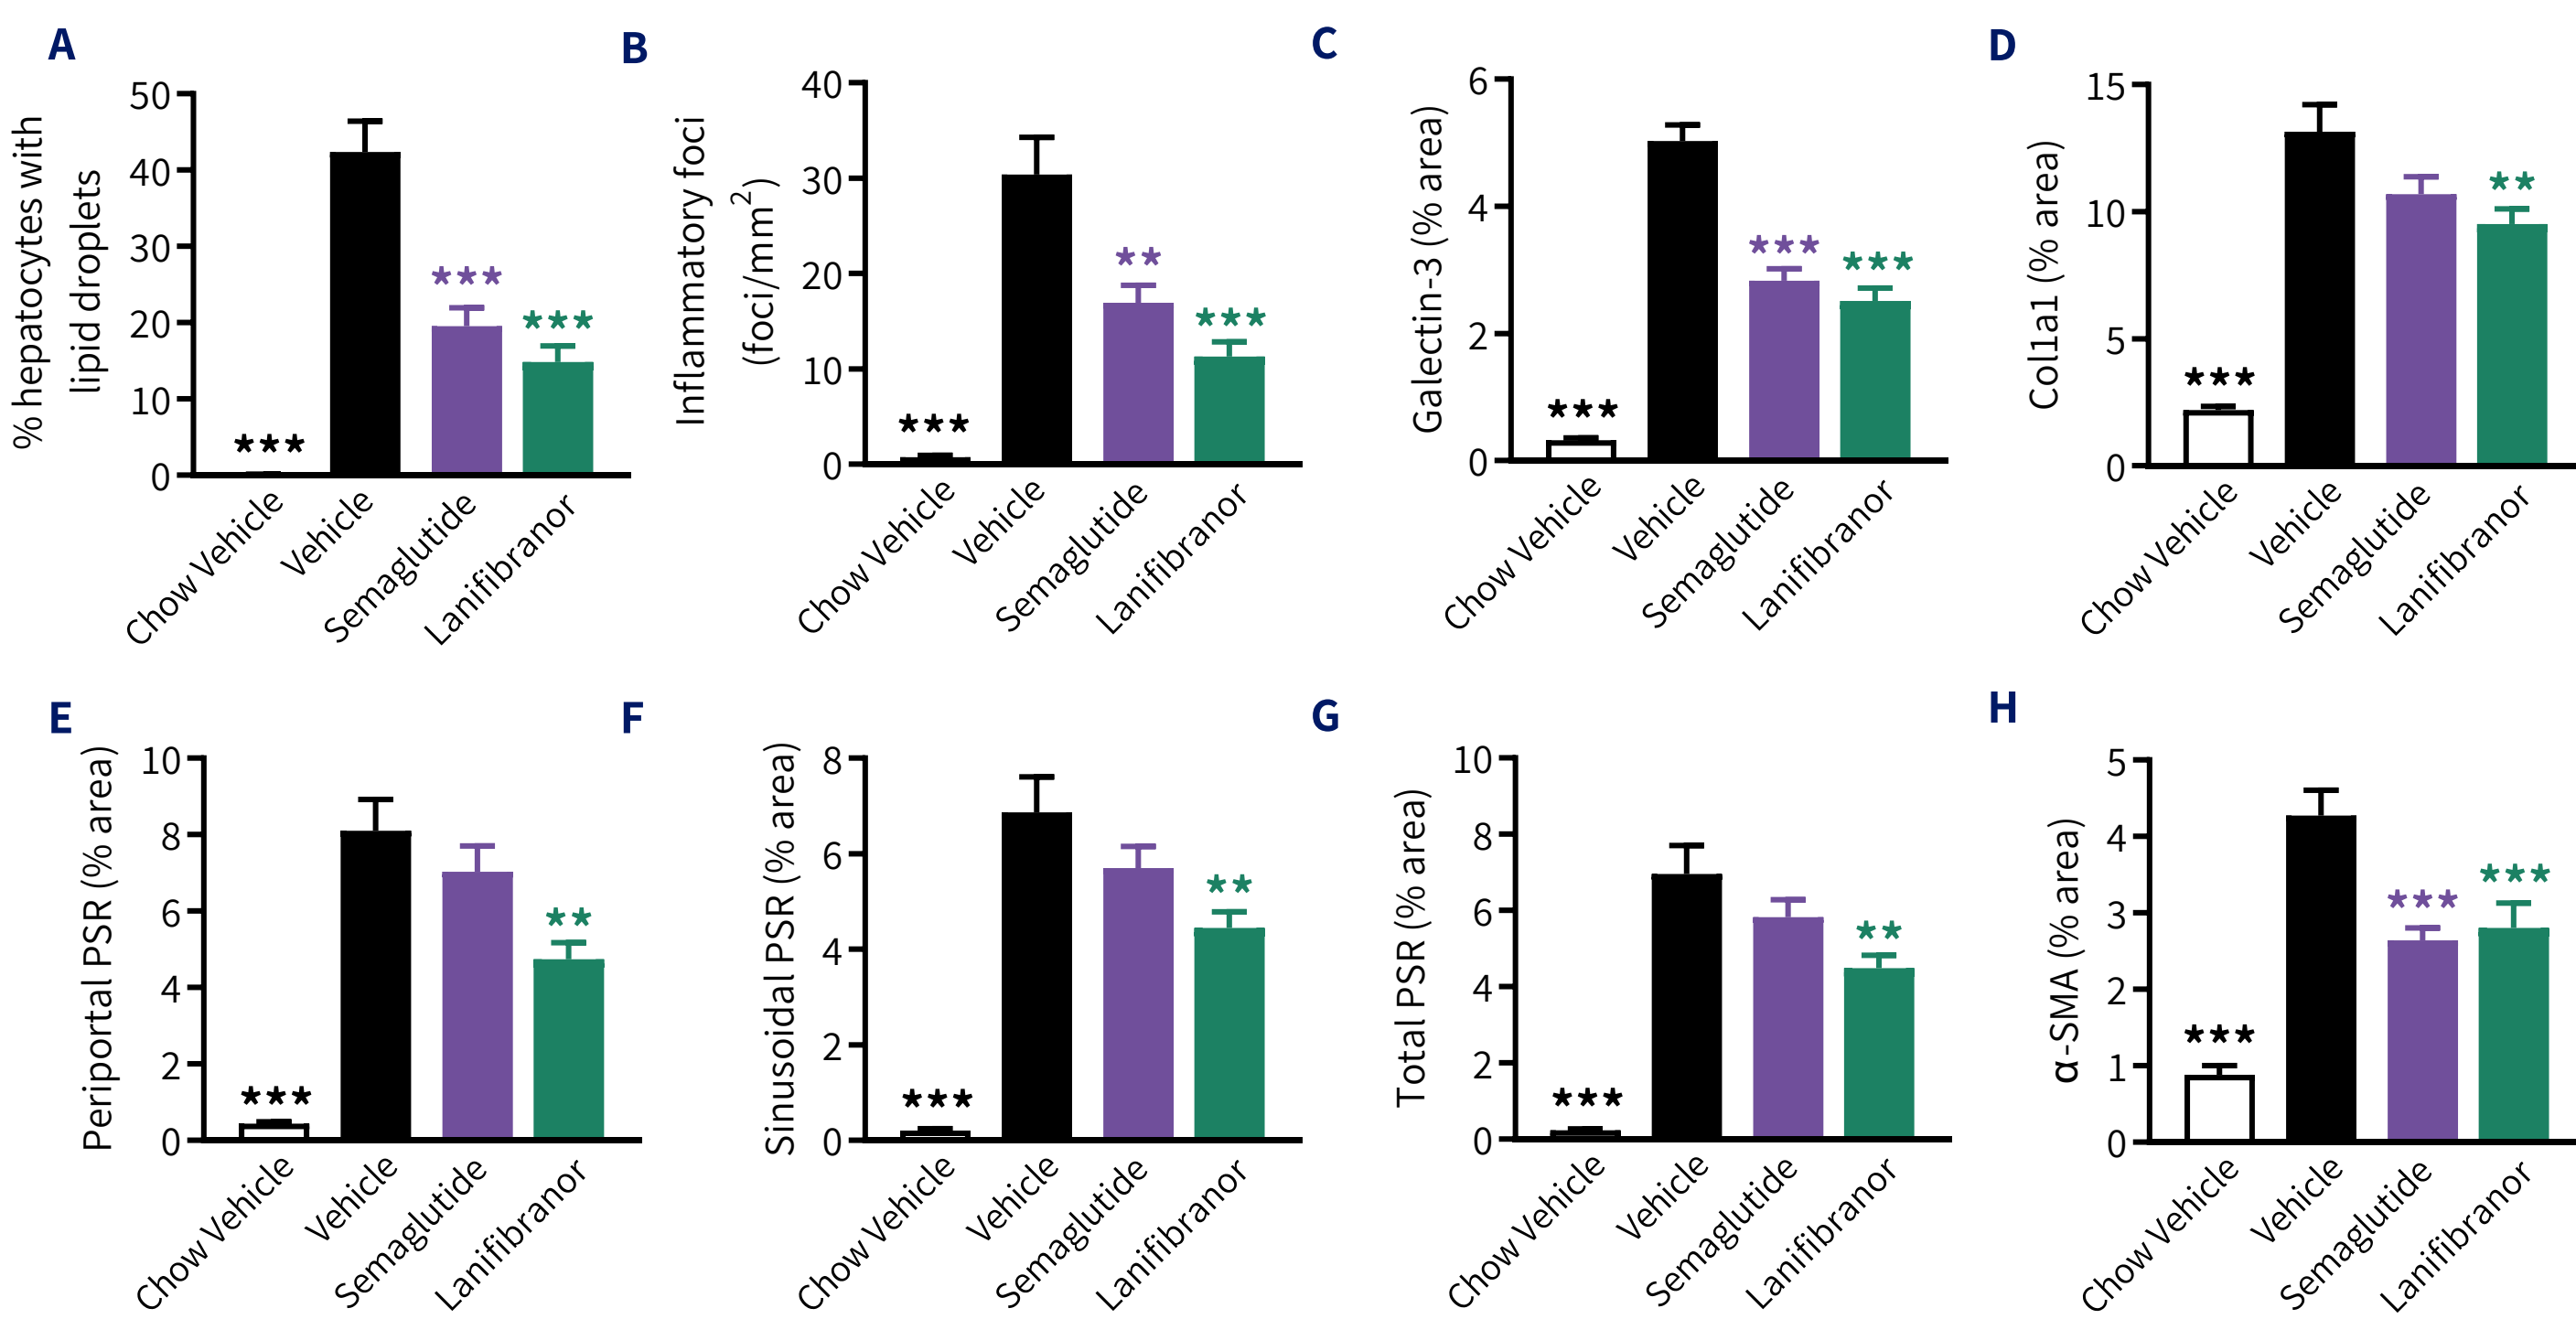 A
% hepatocytes with
lipid droplets
50
40
30
20
10
0
***
***
***
Chow Vehicle
Vehicle
Semaglutide
Lanifibranor
B
Inflammatory foci
(foci/mm²)
40
30
20
10
0
***
**
***
Chow Vehicle
Vehicle
Semaglutide
Lanifibranor
C
Galectin-3 (% area)
6
4
2
0
***
***
***
Chow Vehicle
Vehicle
Semaglutide
Lanifibranor
D
Col1a1 (% area)
15
10
5
0
***
**
Chow Vehicle
Vehicle
Semaglutide
Lanifibranor
E
Periportal PSR (% area)
10
8
6
4
2
0
***
**
Chow Vehicle
Vehicle
Semaglutide
Lanifibranor
F
Sinusoidal PSR (% area)
8
6
4
2
0
***
**
Chow Vehicle
Vehicle
Semaglutide
Lanifibranor
G
Total PSR (% area)
10
8
6
4
2
0
***
**
Chow Vehicle
Vehicle
Semaglutide
Lanifibranor
H
α-SMA (% area)
5
4
3
2
1
0
***
***
***
Chow Vehicle
Vehicle
Semaglutide
Lanifibranor